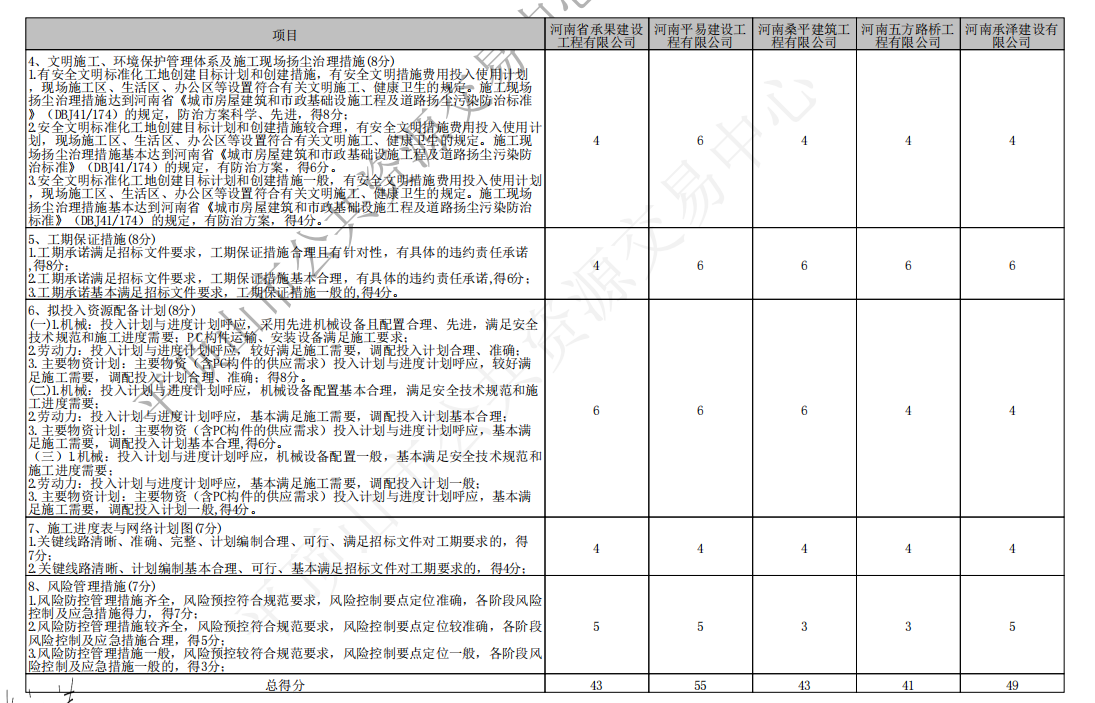 项目
河南省承果建设
工程有限公司
河南平易建设工
程有限公司
河南桑平建筑工
程有限公司
河南五方路桥工
程有限公司
河南承泽建设有
限公司
4、文明施工、环境保护管理体系及施工现场扬尘治理措施(8分)
1.有安全文明标准化工地创建目标计划和创建措施，有安全文明措施费用投入使用计划
，现场施工区、生活区、办公区等设置符合有关文明施工、健康卫生的规定。施工现场
扬尘治理措施达到河南省《城市房屋建筑和市政基础设施工程及道路扬尘污染防治标准
》（DBJ41/174）的规定，防治方案科学、先进，得8分；
2.安全文明标准化工地创建目标计划和创建措施较合理，有安全文明措施费用投入使用计
划，现场施工区、生活区、办公区等设置符合有关文明施工、健康卫生的规定。施工现
场扬尘治理措施基本达到河南省《城市房屋建筑和市政基础设施工程及道路扬尘污染防
治标准》（DBJ41/174）的规定，有防治方案，得6分。
3.安全文明标准化工地创建目标计划和创建措施一般，有安全文明措施费用投入使用计划
，现场施工区、生活区、办公区等设置符合有关文明施工、健康卫生的规定。施工现场
扬尘治理措施基本达到河南省《城市房屋建筑和市政基础设施工程及道路扬尘污染防治
标准》（DBJ41/174）的规定，有防治方案，得4分。
4 6 4 4 4
5、工期保证措施(8分)
1.工期承诺满足招标文件要求，工期保证措施合理且有针对性，有具体的违约责任承诺
,得8分；
2.工期承诺满足招标文件要求，工期保证措施基本合理，有具体的违约责任承诺,得6分；
3.工期承诺基本满足招标文件要求，工期保证措施一般的,得4分。
4 6 6 6 6
6、拟投入资源配备计划(8分)
(一)1.机械：投入计划与进度计划呼应，采用先进机械设备且配置合理、先进，满足安全
技术规范和施工进度需要；PC构件运输、安装设备满足施工要求；
2.劳动力：投入计划与进度计划呼应，较好满足施工需要，调配投入计划合理、准确；
3.主要物资计划：主要物资（含PC构件的供应需求）投入计划与进度计划呼应，较好满
足施工需要，调配投入计划合理、准确；得8分。
(二)1.机械：投入计划与进度计划呼应，机械设备配置基本合理，满足安全技术规范和施
工进度需要；
2.劳动力：投入计划与进度计划呼应，基本满足施工需要，调配投入计划基本合理；
3.主要物资计划：主要物资（含PC构件的供应需求）投入计划与进度计划呼应，基本满
足施工需要，调配投入计划基本合理,得6分。
（三）1.机械：投入计划与进度计划呼应，机械设备配置一般，基本满足安全技术规范和
施工进度需要；
2.劳动力：投入计划与进度计划呼应，基本满足施工需要，调配投入计划一般；
3.主要物资计划：主要物资（含PC构件的供应需求）投入计划与进度计划呼应，基本满
足施工需要，调配投入计划一般,得4分。
6 6 6 4 4
7、施工进度表与网络计划图(7分)
1.关键线路清晰、准确、完整、计划编制合理、可行、满足招标文件对工期要求的，得
7分；
2.关键线路清晰、计划编制基本合理、可行、基本满足招标文件对工期要求的，得4分；
4 4 4 4 4
8、风险管理措施(7分)
1.风险防控管理措施齐全，风险预控符合规范要求，风险控制要点定位准确，各阶段风险
控制及应急措施得力，得7分；
2.风险防控管理措施较齐全，风险预控符合规范要求，风险控制要点定位较准确，各阶段
风险控制及应急措施合理，得5分；
3.风险防控管理措施一般，风险预控较符合规范要求，风险控制要点定位一般，各阶段风
险控制及应急措施一般的，得3分；
5 5 3 3 5
总得分 43 55 43 41 49
平顶山市公共资源交易中心
平顶山市公共资源交易中心